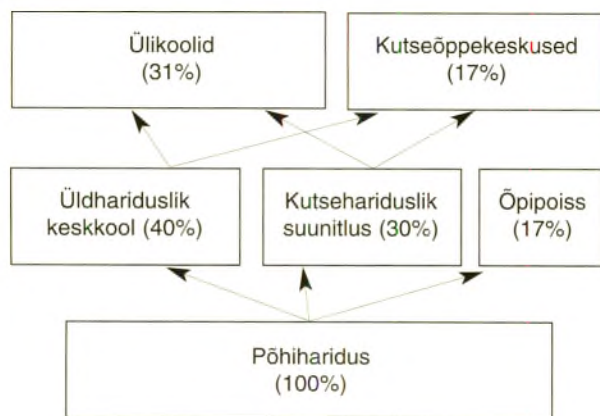 Ülikoolid
(31%)
Kutseõppekeskused
(17%)
Üldhariduslik
keskkool (40%)
Kutsehariduslik
suunitlus (30%)
Õpipoiss
(17%)
Põhiharidus
(100%)